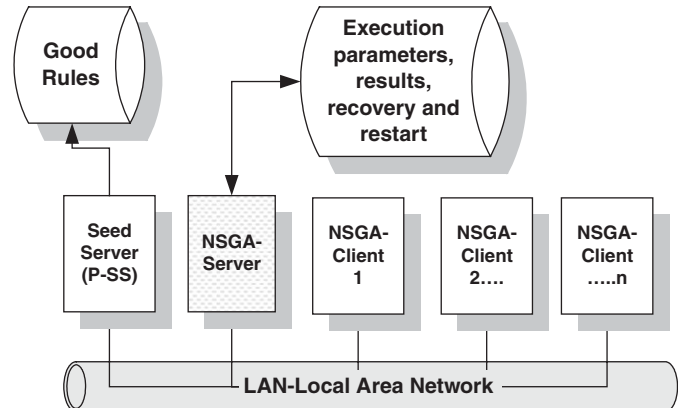 Good
Rules
Execution
parameters,
results,
recovery and
restart
Seed
Server
(P-SS)
NSGA-
Server
NSGA-
Client
1
NSGA-
Client
2....
NSGA-
Client
.....n
LAN-Local Area Network